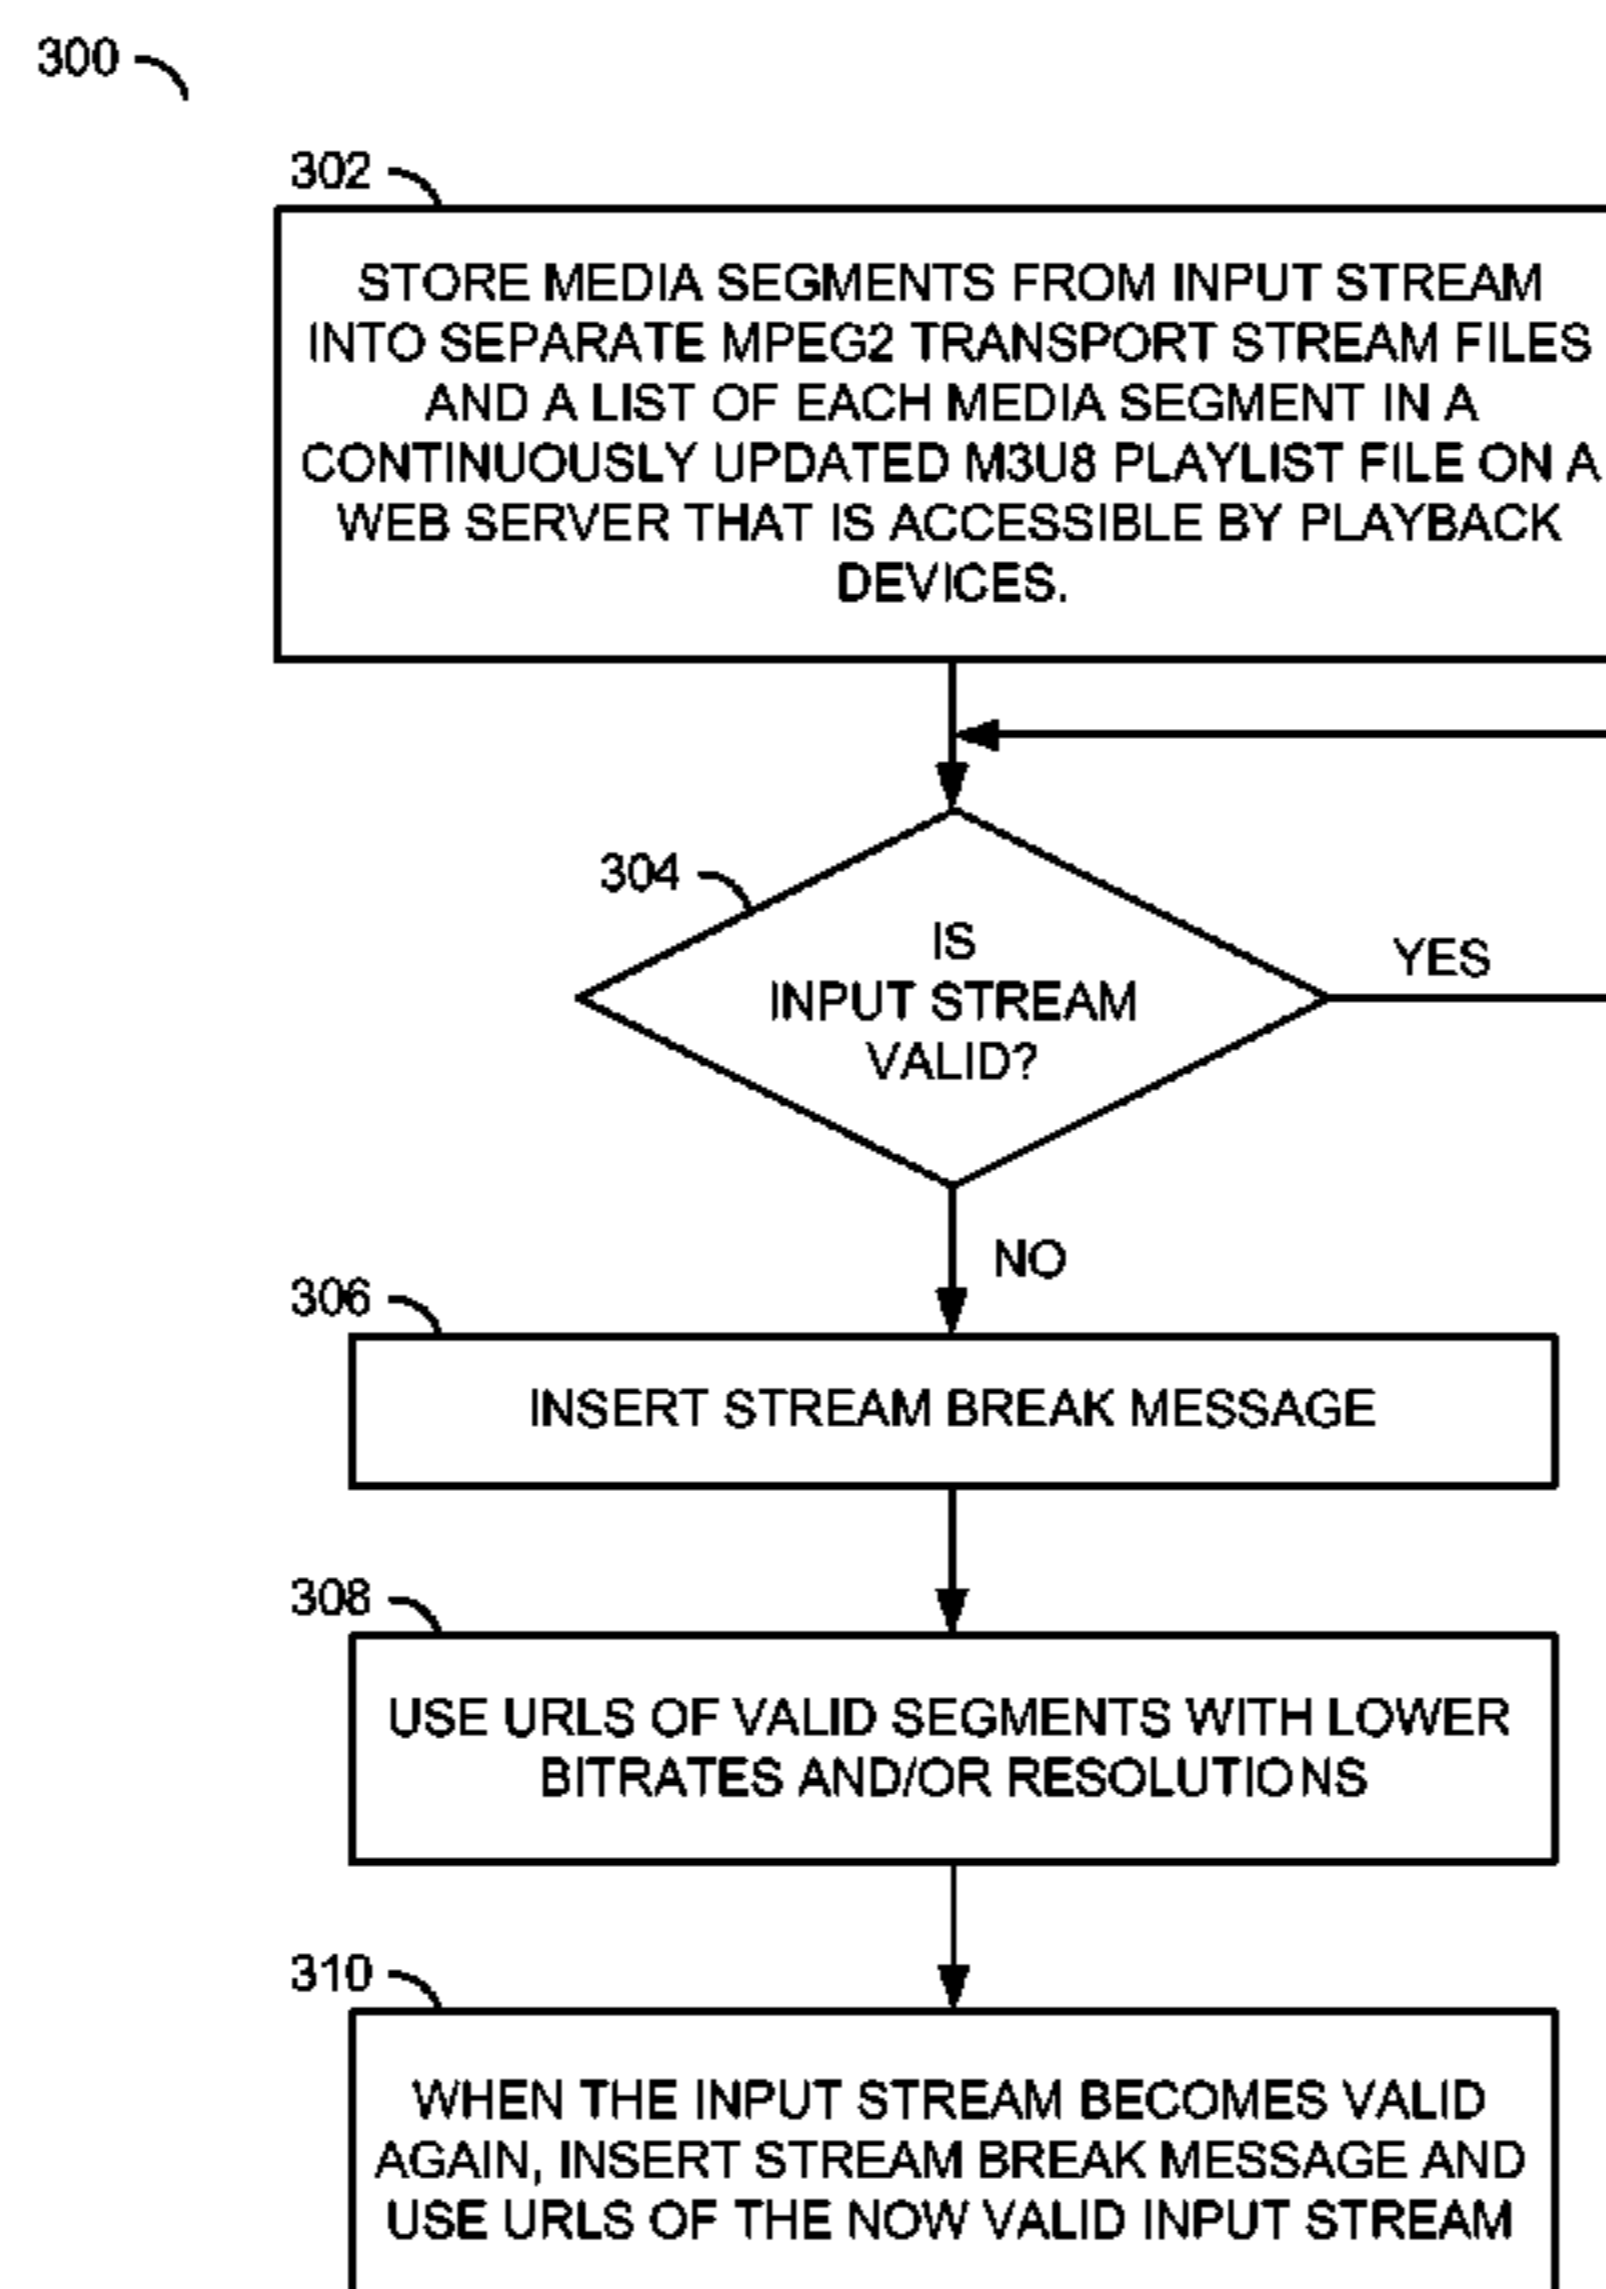 300
302
STORE MEDIA SEGMENTS FROM INPUT STREAM
INTO SEPARATE MPEG2 TRANSPORT STREAM FILES
AND A LIST OF EACH MEDIA SEGMENT IN A
CONTINUOUSLY UPDATED M3U8 PLAYLIST FILE ON A
WEB SERVER THAT IS ACCESSIBLE BY PLAYBACK
DEVICES.
304
IS
INPUT STREAM
VALID?
YES
NO
306
INSERT STREAM BREAK MESSAGE
308
USE URLS OF VALID SEGMENTS WITH LOWER
BITRATES AND/OR RESOLUTIONS
310
WHEN THE INPUT STREAM BECOMES VALID
AGAIN, INSERT STREAM BREAK MESSAGE AND
USE URLS OF THE NOW VALID INPUT STREAM